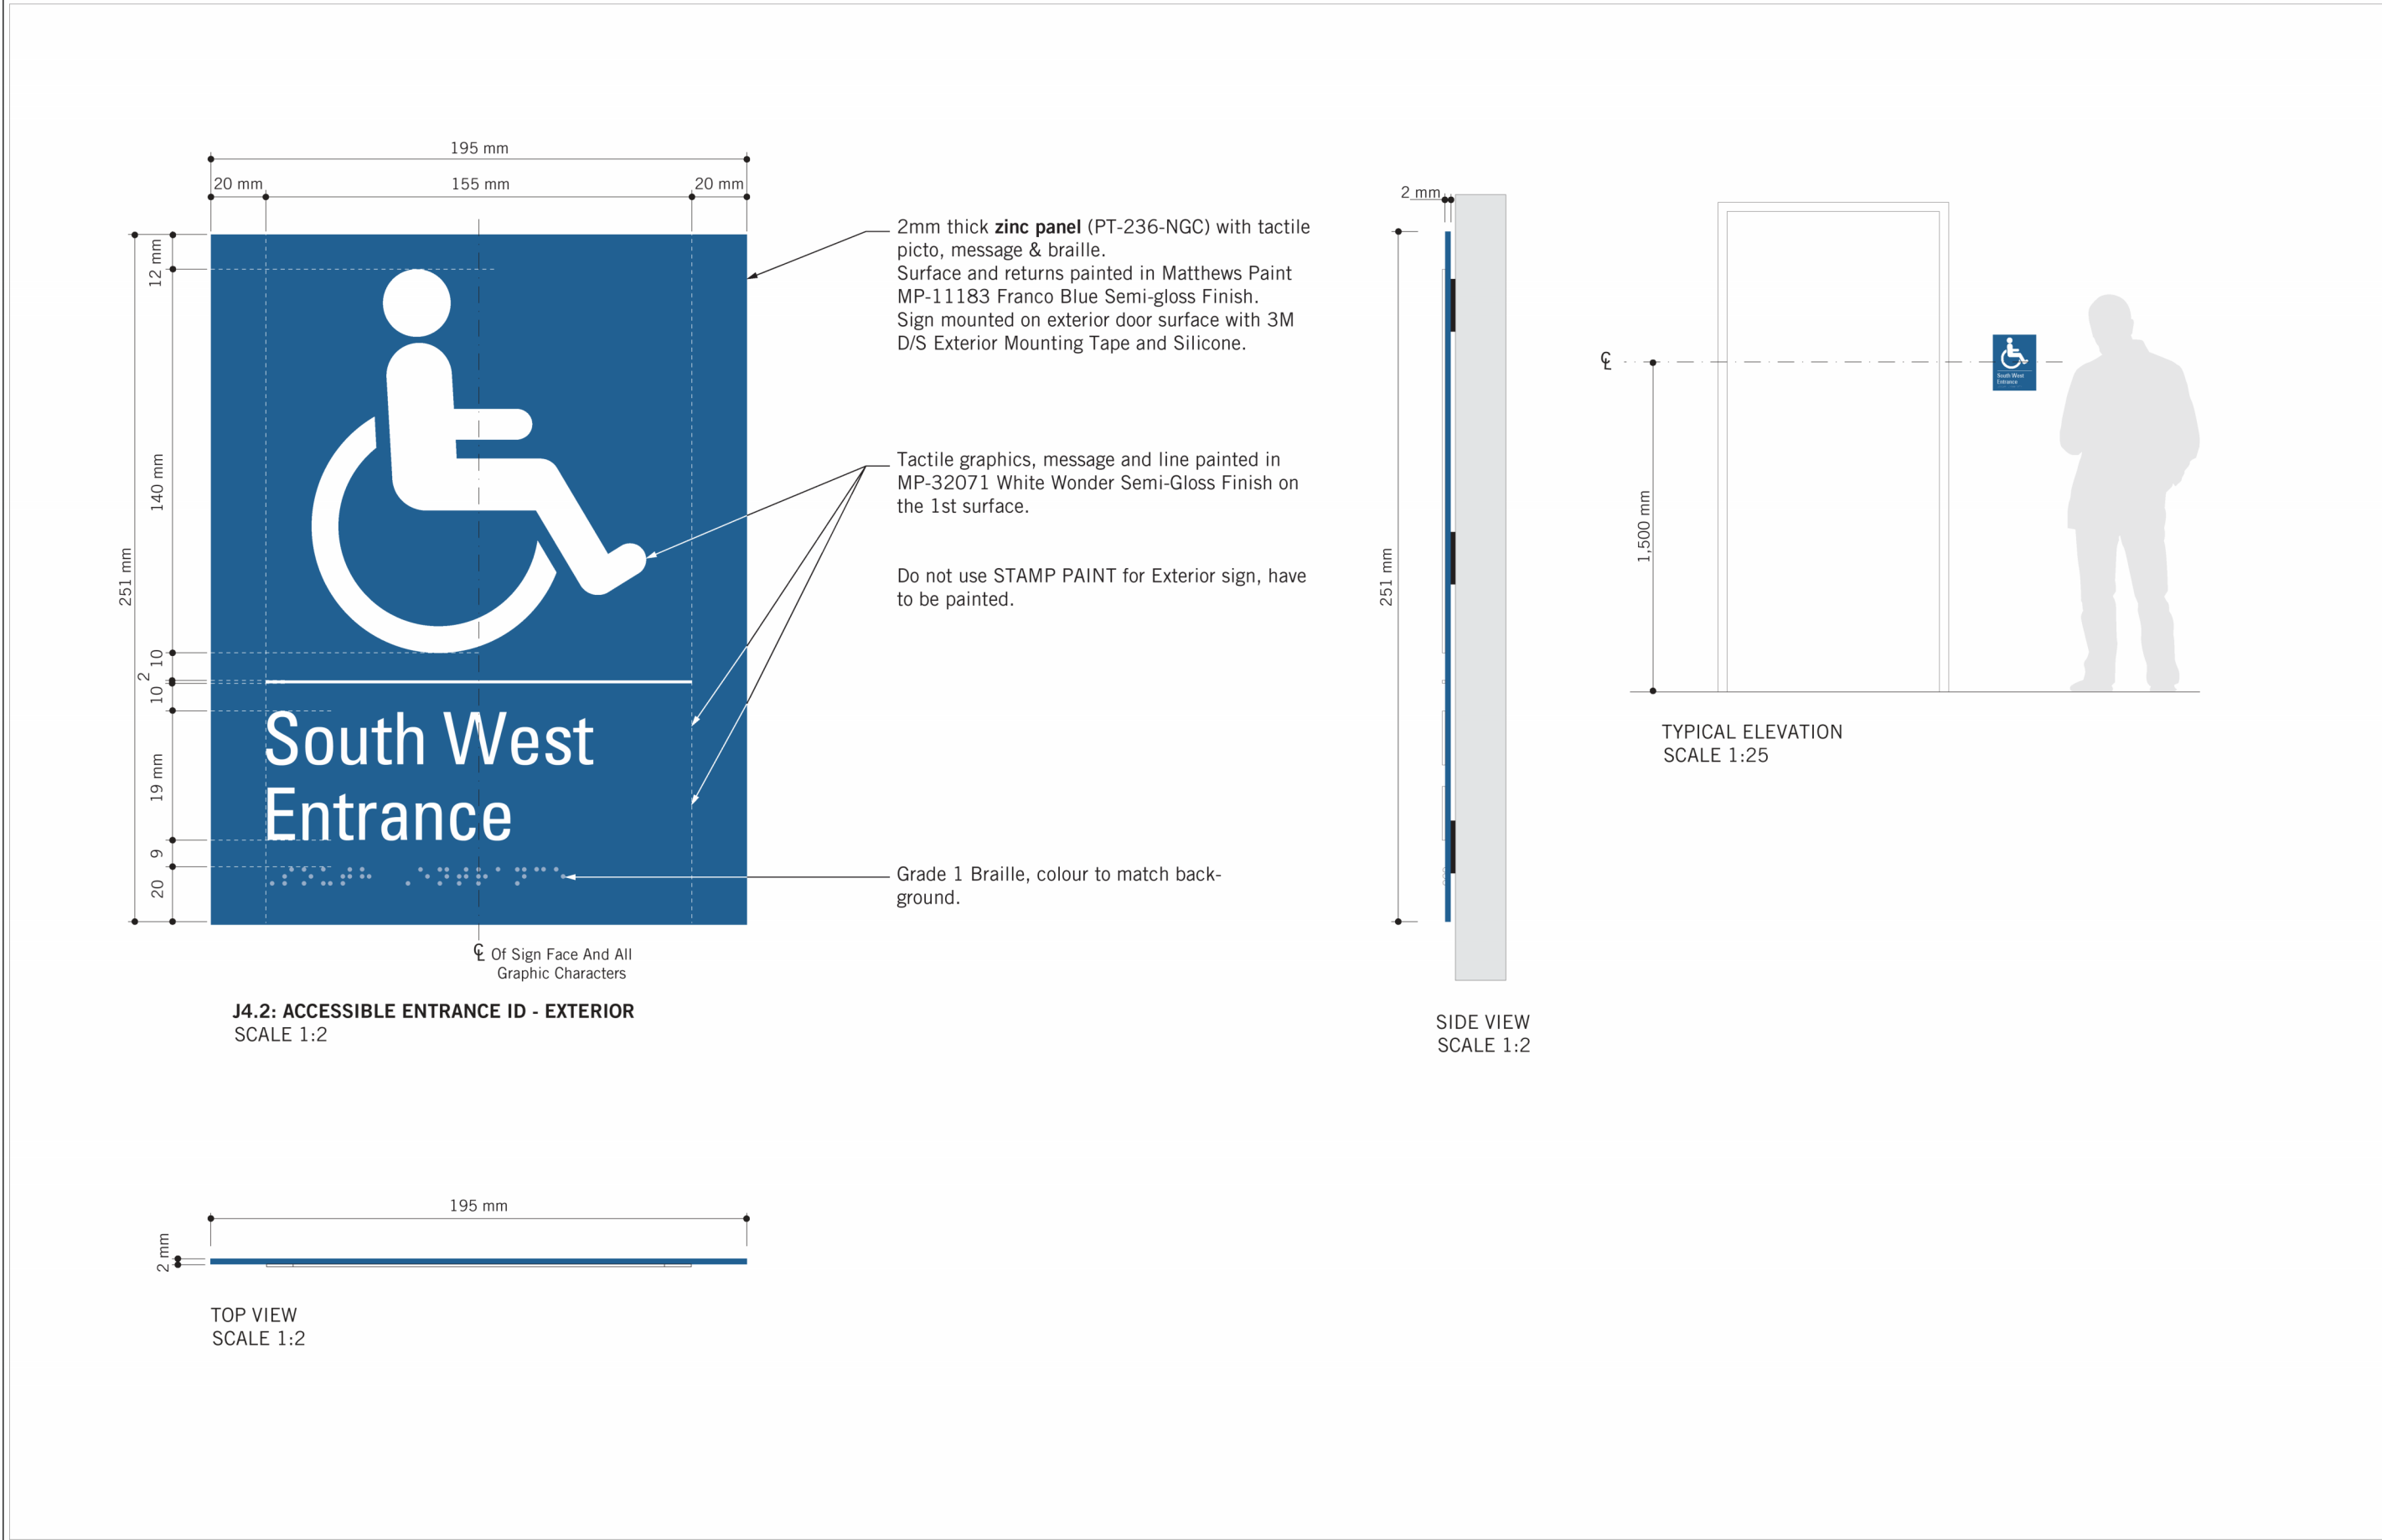 195 mm
20 mm
155 mm
20 mm
12 mm
140 mm
251 mm
10
2
10
19 mm
9
20
South West
Entrance
℄ Of Sign Face And All
Graphic Characters
J4.2: ACCESSIBLE ENTRANCE ID - EXTERIOR
SCALE 1:2
2mm thick zinc panel (PT-236-NGC) with tactile
picto, message & braille.
Surface and returns painted in Matthews Paint
MP-11183 Franco Blue Semi-gloss Finish.
Sign mounted on exterior door surface with 3M
D/S Exterior Mounting Tape and Silicone.
Tactile graphics, message and line painted in
MP-32071 White Wonder Semi-Gloss Finish on
the 1st surface.
Do not use STAMP PAINT for Exterior sign, have
to be painted.
Grade 1 Braille, colour to match back-
ground.
2 mm
251 mm
SIDE VIEW
SCALE 1:2
℄
1,500 mm
South West
Entrance
TYPICAL ELEVATION
SCALE 1:25
195 mm
2 mm
TOP VIEW
SCALE 1:2